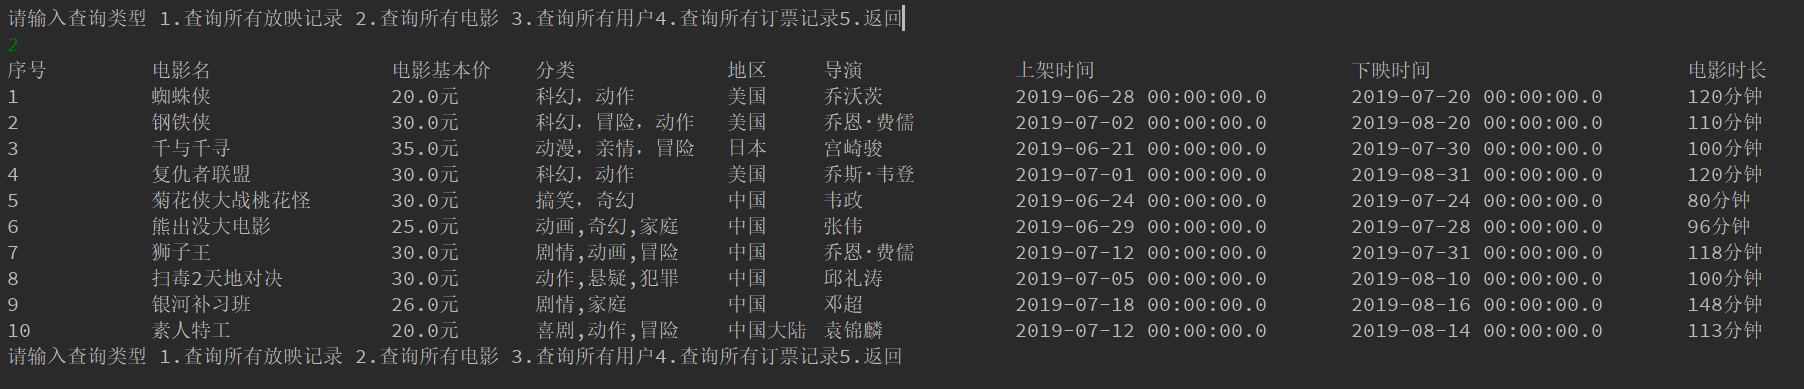 请输入查询类型 1.查询所有放映记录 2.查询所有电影 3.查询所有用户4.查询所有订票记录5.返回
2
序号 电影名 电影基本价 分类 地区 导演 上架时间 下映时间 电影时长
1 蜘蛛侠 20.0元 科幻，动作 美国 乔沃茨 2019-06-28 00:00:00.0 2019-07-20 00:00:00.0 120分钟
2 钢铁侠 30.0元 科幻，冒险，动作 美国 乔恩·费儒 2019-07-02 00:00:00.0 2019-08-20 00:00:00.0 110分钟
3 千与千寻 35.0元 动漫，亲情，冒险 日本 宫崎骏 2019-06-21 00:00:00.0 2019-07-30 00:00:00.0 100分钟
4 复仇者联盟 30.0元 科幻，动作 美国 乔斯·韦登 2019-07-01 00:00:00.0 2019-08-31 00:00:00.0 120分钟
5 菊花侠大战桃花怪 30.0元 搞笑，奇幻 中国 韦政 2019-06-24 00:00:00.0 2019-07-24 00:00:00.0 80分钟
6 熊出没大电影 25.0元 动画,奇幻,家庭 中国 张伟 2019-06-29 00:00:00.0 2019-07-28 00:00:00.0 96分钟
7 狮子王 30.0元 剧情,动画,冒险 中国 乔恩·费儒 2019-07-12 00:00:00.0 2019-07-31 00:00:00.0 118分钟
8 扫毒2天地对决 30.0元 动作,悬疑,犯罪 中国 邱礼涛 2019-07-05 00:00:00.0 2019-08-10 00:00:00.0 100分钟
9 银河补习班 26.0元 剧情,家庭 中国 邓超 2019-07-18 00:00:00.0 2019-08-16 00:00:00.0 148分钟
10 素人特工 20.0元 喜剧,动作,冒险 中国大陆 袁锦麟 2019-07-12 00:00:00.0 2019-08-14 00:00:00.0 113分钟
请输入查询类型 1.查询所有放映记录 2.查询所有电影 3.查询所有用户4.查询所有订票记录5.返回